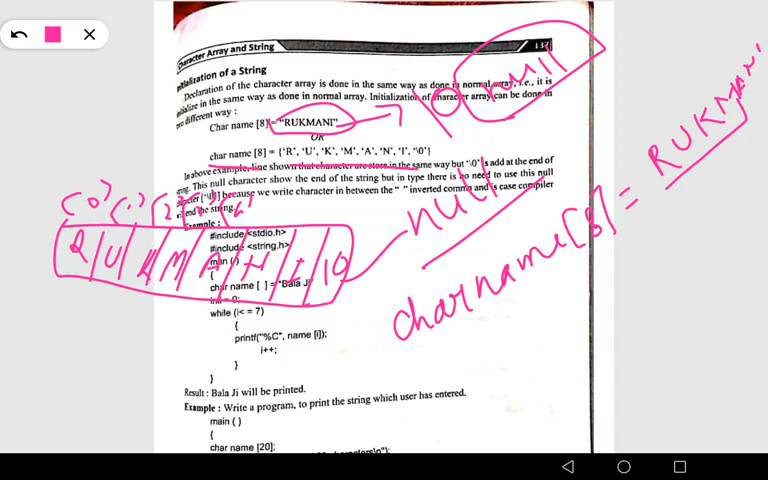 Character Array and String
137
Initialization of a String
Declaration of the character array is done in the same way as done in normal array, i.e., it is
initialize in the same way as done in normal array. Initialization of character array can be done in
two different way :
Char name [8]= "RUKMANI"
OR
char name [8] = {'R', 'U', 'K', 'M', 'A', 'N', 'I', '\0'}
In above example, line shown that character are store in the same way but '\0' is add at the end of
string. This null character show the end of the string but in type there is no need to use this null
because we write character in between the " " inverted comma and is case compiler
end the string.
Example :
#include <stdio.h>
#include <string.h>
man ( )
{
char name [ ] = "Bala Ji
= 0;
while (i< = 7)
{
printf("%C", name [i]);
i++;
}
}
Result : Bala Ji will be printed.
Example : Write a program, to print the string which user has entered.
main ( )
{
char name [20];
null
[0] [1] [2]
R U K M A N I \0
null
char name [8] = RUKMANI